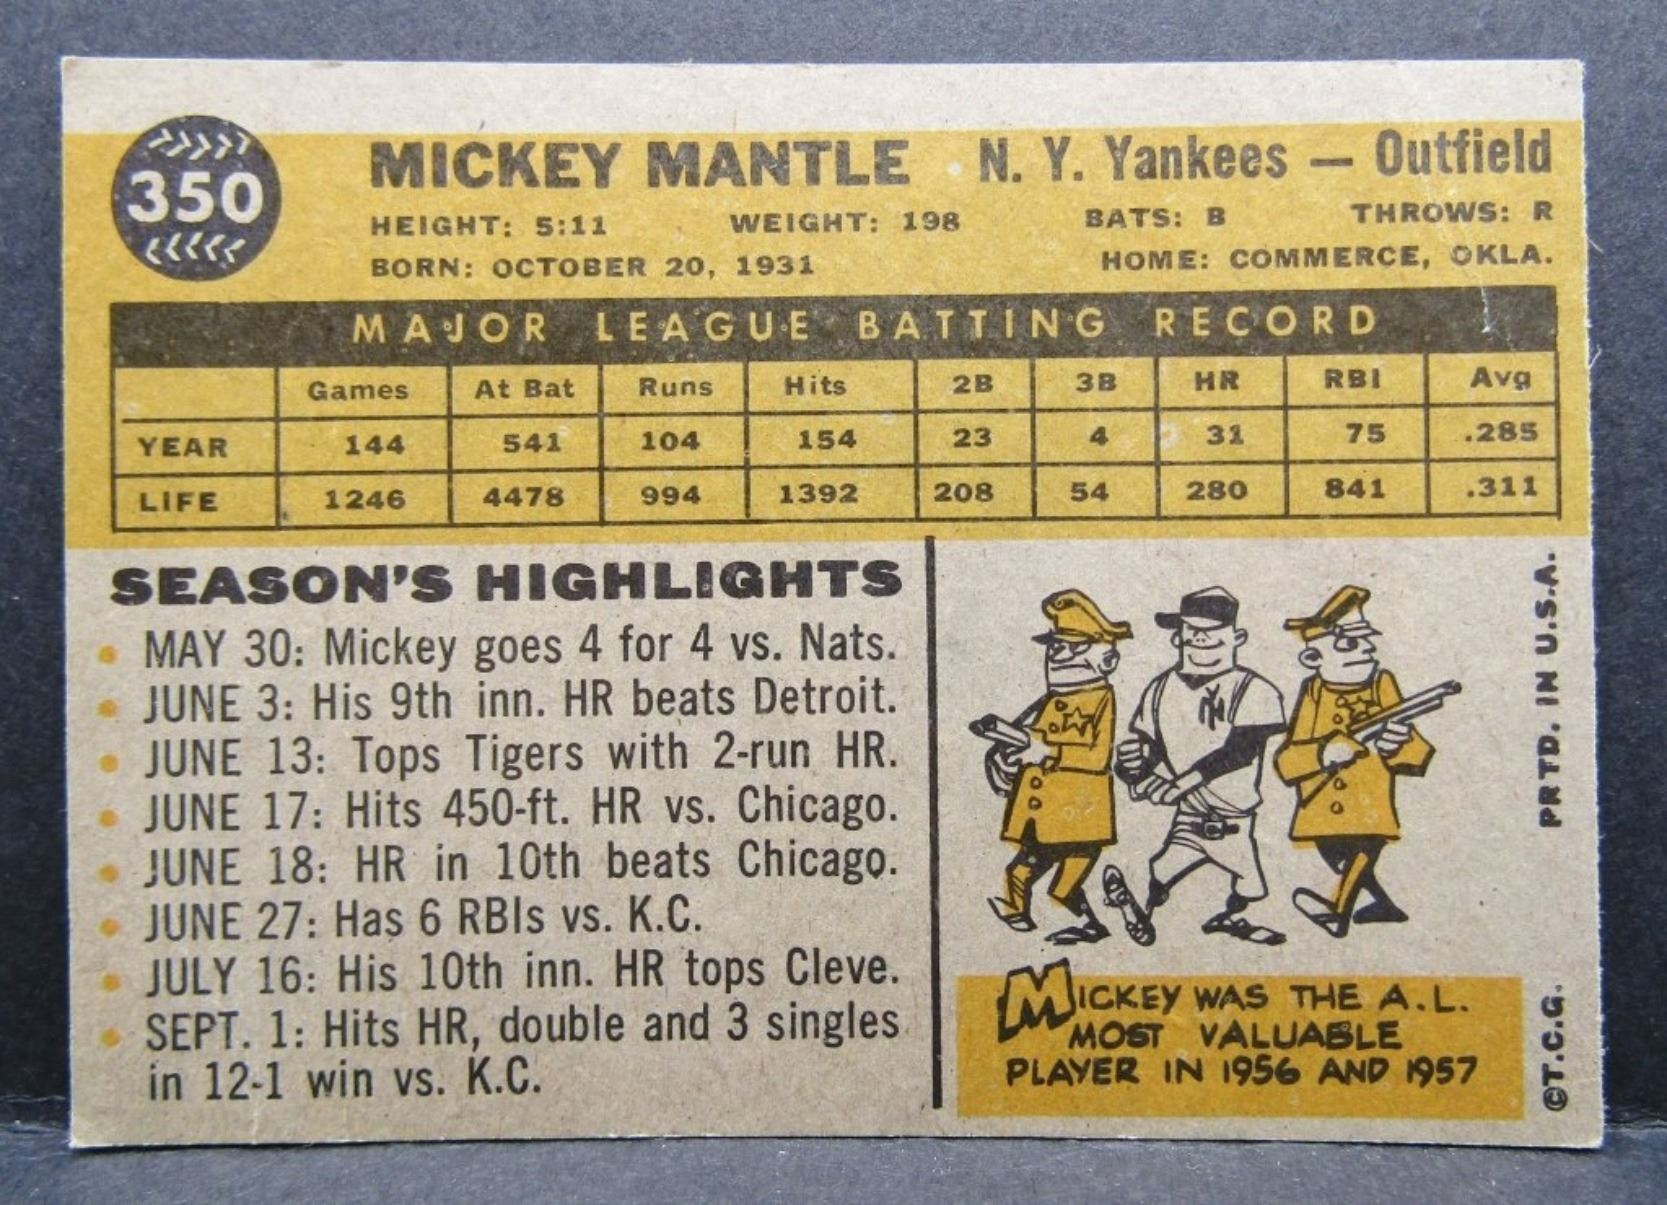 350
MICKEY MANTLE N. Y. Yankees — Outfield
HEIGHT: 5:11 WEIGHT: 198 BATS: B THROWS: R
BORN: OCTOBER 20, 1931 HOME: COMMERCE, OKLA.
MAJOR LEAGUE BATTING RECORD
Games At Bat Runs Hits 2B 3B HR RBI Avg
YEAR 144 541 104 154 23 4 31 75 .285
LIFE 1246 4478 994 1392 208 54 280 841 .311
SEASON'S HIGHLIGHTS
• MAY 30: Mickey goes 4 for 4 vs. Nats.
• JUNE 3: His 9th inn. HR beats Detroit.
• JUNE 13: Tops Tigers with 2-run HR.
• JUNE 17: Hits 450-ft. HR vs. Chicago.
• JUNE 18: HR in 10th beats Chicago.
• JUNE 27: Has 6 RBIs vs. K.C.
• JULY 16: His 10th inn. HR tops Cleve.
• SEPT. 1: Hits HR, double and 3 singles
in 12-1 win vs. K.C.
NY
MICKEY WAS THE A.L.
MOST VALUABLE
PLAYER IN 1956 AND 1957
©T.C.G. PRTD. IN U.S.A.